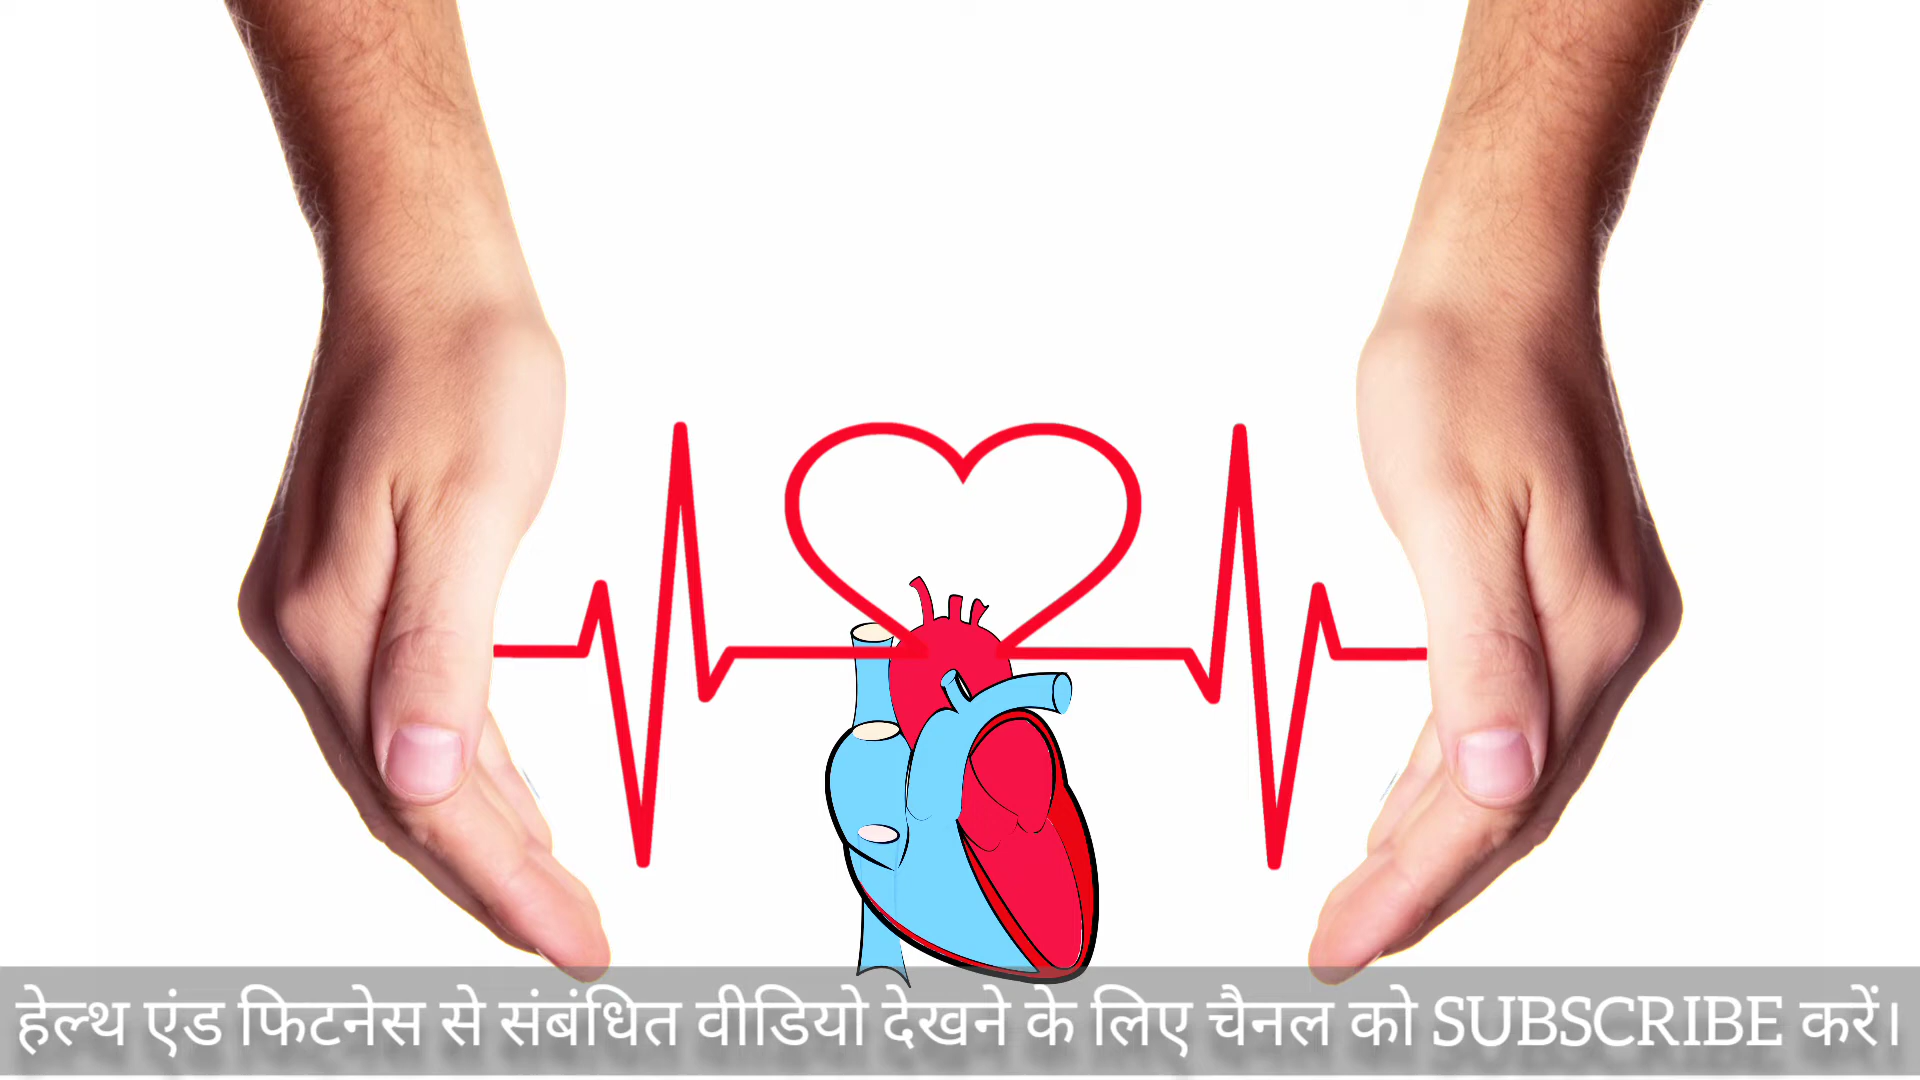 हेल्थ एंड फिटनेस से संबंधित वीडियो देखने के लिए चैनल को SUBSCRIBE करें।